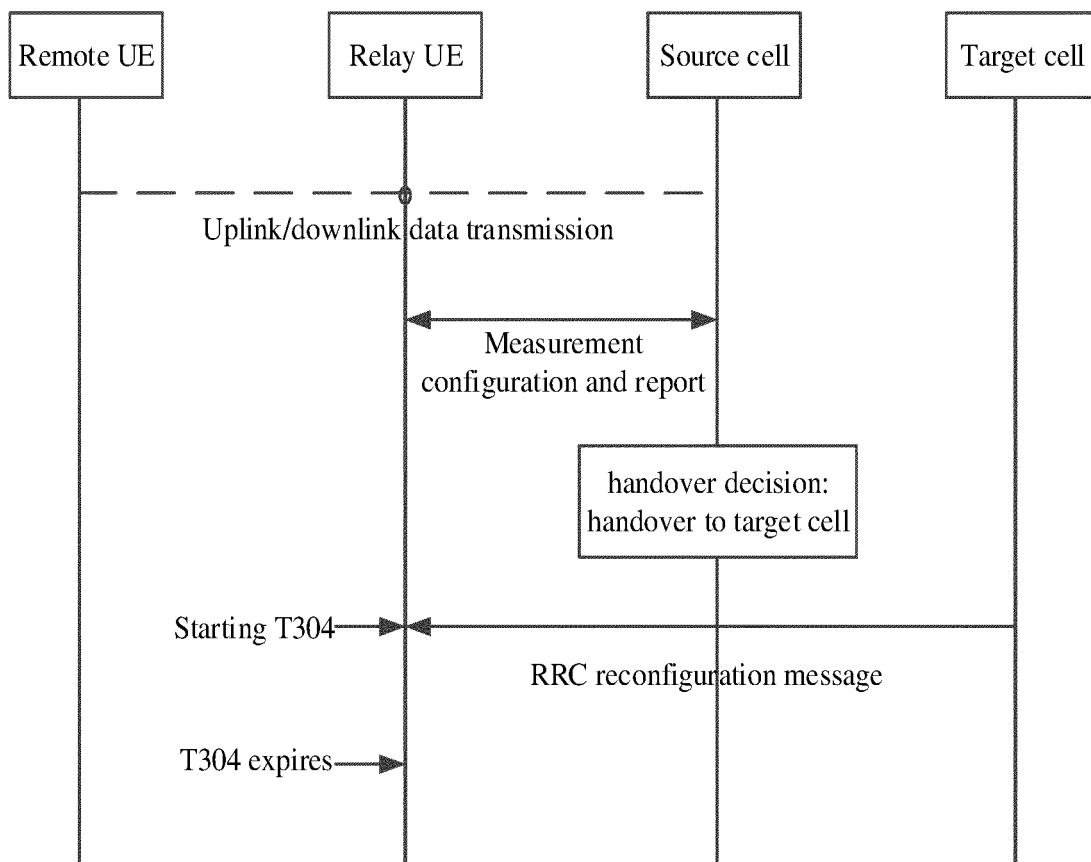 Remote UE
Relay UE
Source cell
Target cell
Uplink/downlink data transmission
Measurement
configuration and report
handover decision:
handover to target cell
Starting T304
RRC reconfiguration message
T304 expires